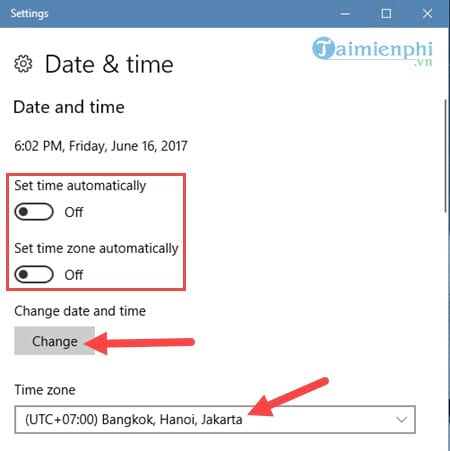 Settings
Date & time
Taimienphi
.vn
Date and time
6:02 PM, Friday, June 16, 2017
Set time automatically
Off
Set time zone automatically
Off
Change date and time
Change
Time zone
(UTC+07:00) Bangkok, Hanoi, Jakarta